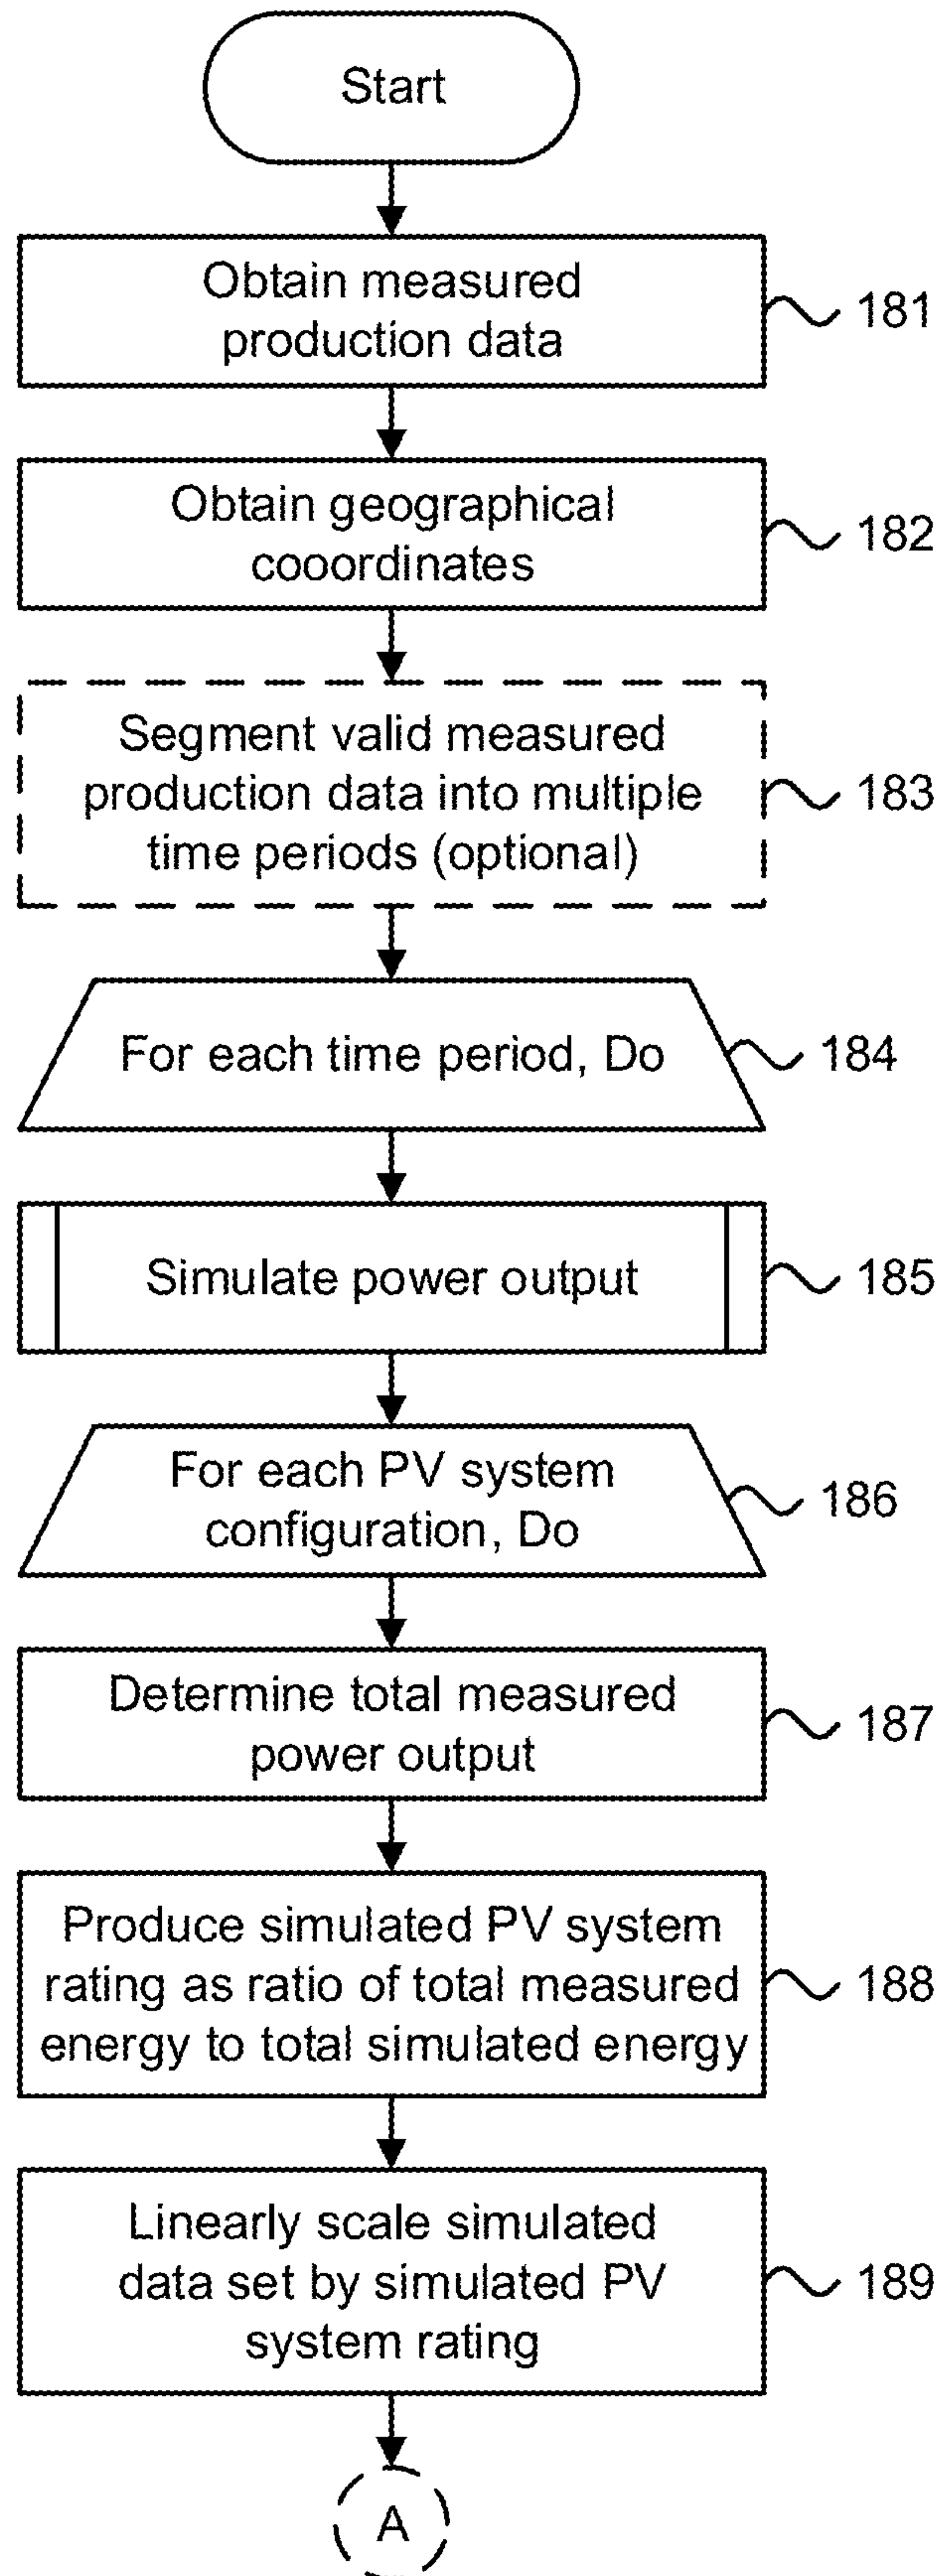 Start
Obtain measured
production data
181
Obtain geographical
cooordinates
182
Segment valid measured
production data into multiple
time periods (optional)
183
For each time period, Do
184
Simulate power output
185
For each PV system
configuration, Do
186
Determine total measured
power output
187
Produce simulated PV system
rating as ratio of total measured
energy to total simulated energy
188
Linearly scale simulated
data set by simulated PV
system rating
189
A